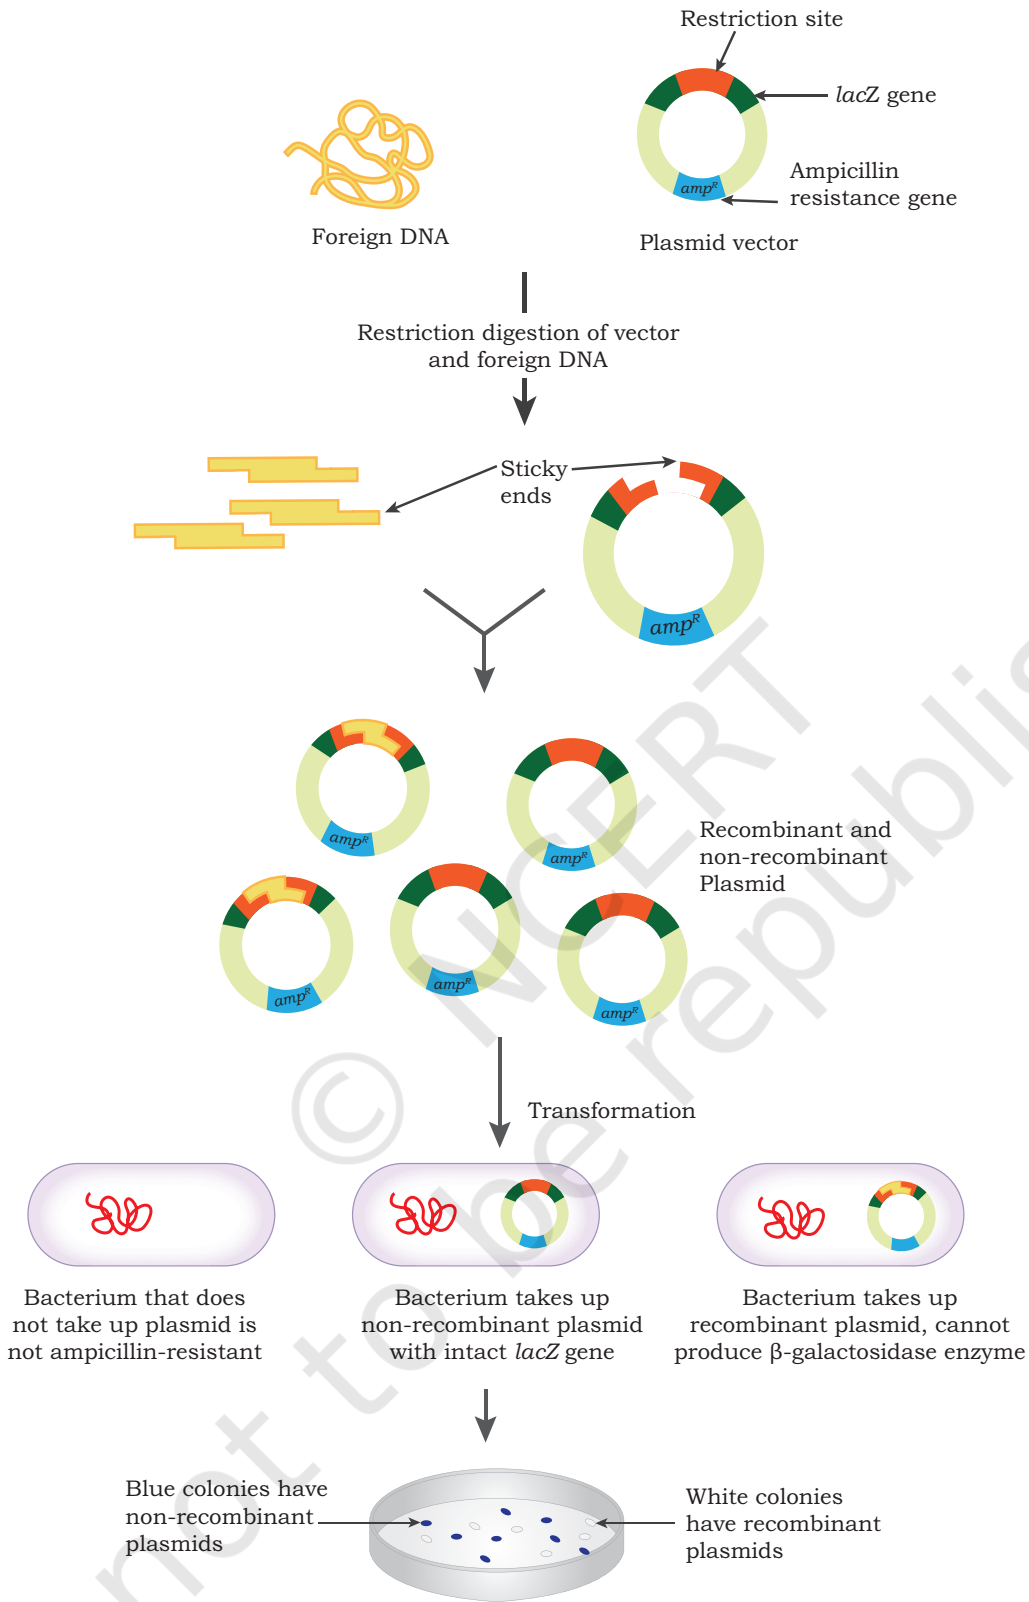 Restriction site
lacZ gene
ampᴿ
Ampicillin
resistance gene
Foreign DNA
Plasmid vector
Restriction digestion of vector
and foreign DNA
Sticky
ends
ampᴿ
ampᴿ
ampᴿ
Recombinant and
non-recombinant
Plasmid
ampᴿ
ampᴿ
ampᴿ
Transformation
Bacterium that does
not take up plasmid is
not ampicillin-resistant
Bacterium takes up
non-recombinant plasmid
with intact lacZ gene
Bacterium takes up
recombinant plasmid, cannot
produce β-galactosidase enzyme
Blue colonies have
non-recombinant
plasmids
White colonies
have recombinant
plasmids
© NCERT
not to be republis